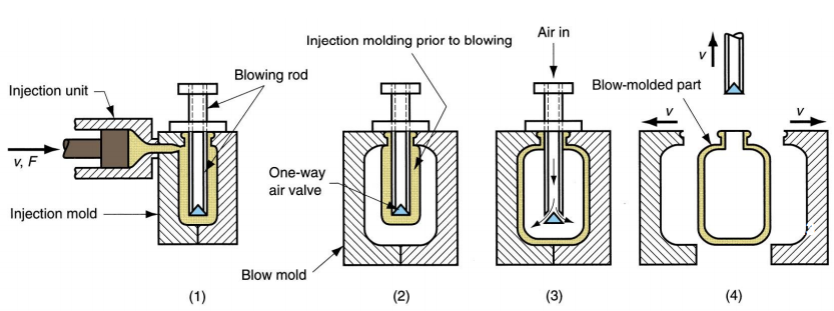 Injection unit
v, F
Injection mold
Blowing rod
(1)
Injection molding prior to blowing
One-way
air valve
Blow mold
(2)
Air in
(3)
v
Blow-molded part
v
v
(4)